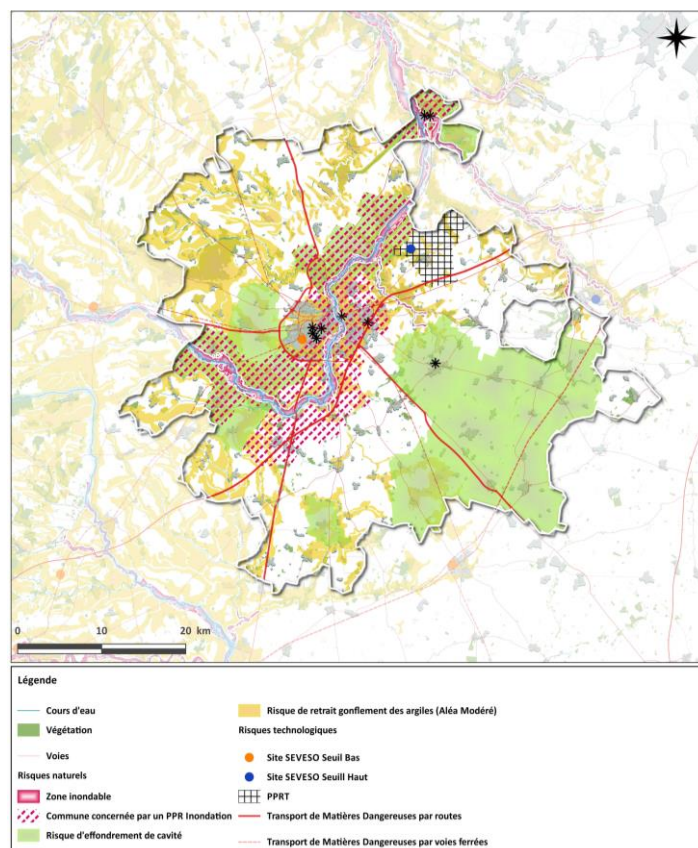 0 10 20 km
Légende
Cours d'eau
Végétation
Voies
Risques naturels
Zone inondable
Commune concernée par un PPR Inondation
Risque d'effondrement de cavité
Risque de retrait gonflement des argiles (Aléa Modéré)
Risques technologiques
Site SEVESO Seuil Bas
Site SEVESO Seuill Haut
PPRT
Transport de Matières Dangereuses par routes
Transport de Matières Dangereuses par voies ferrées